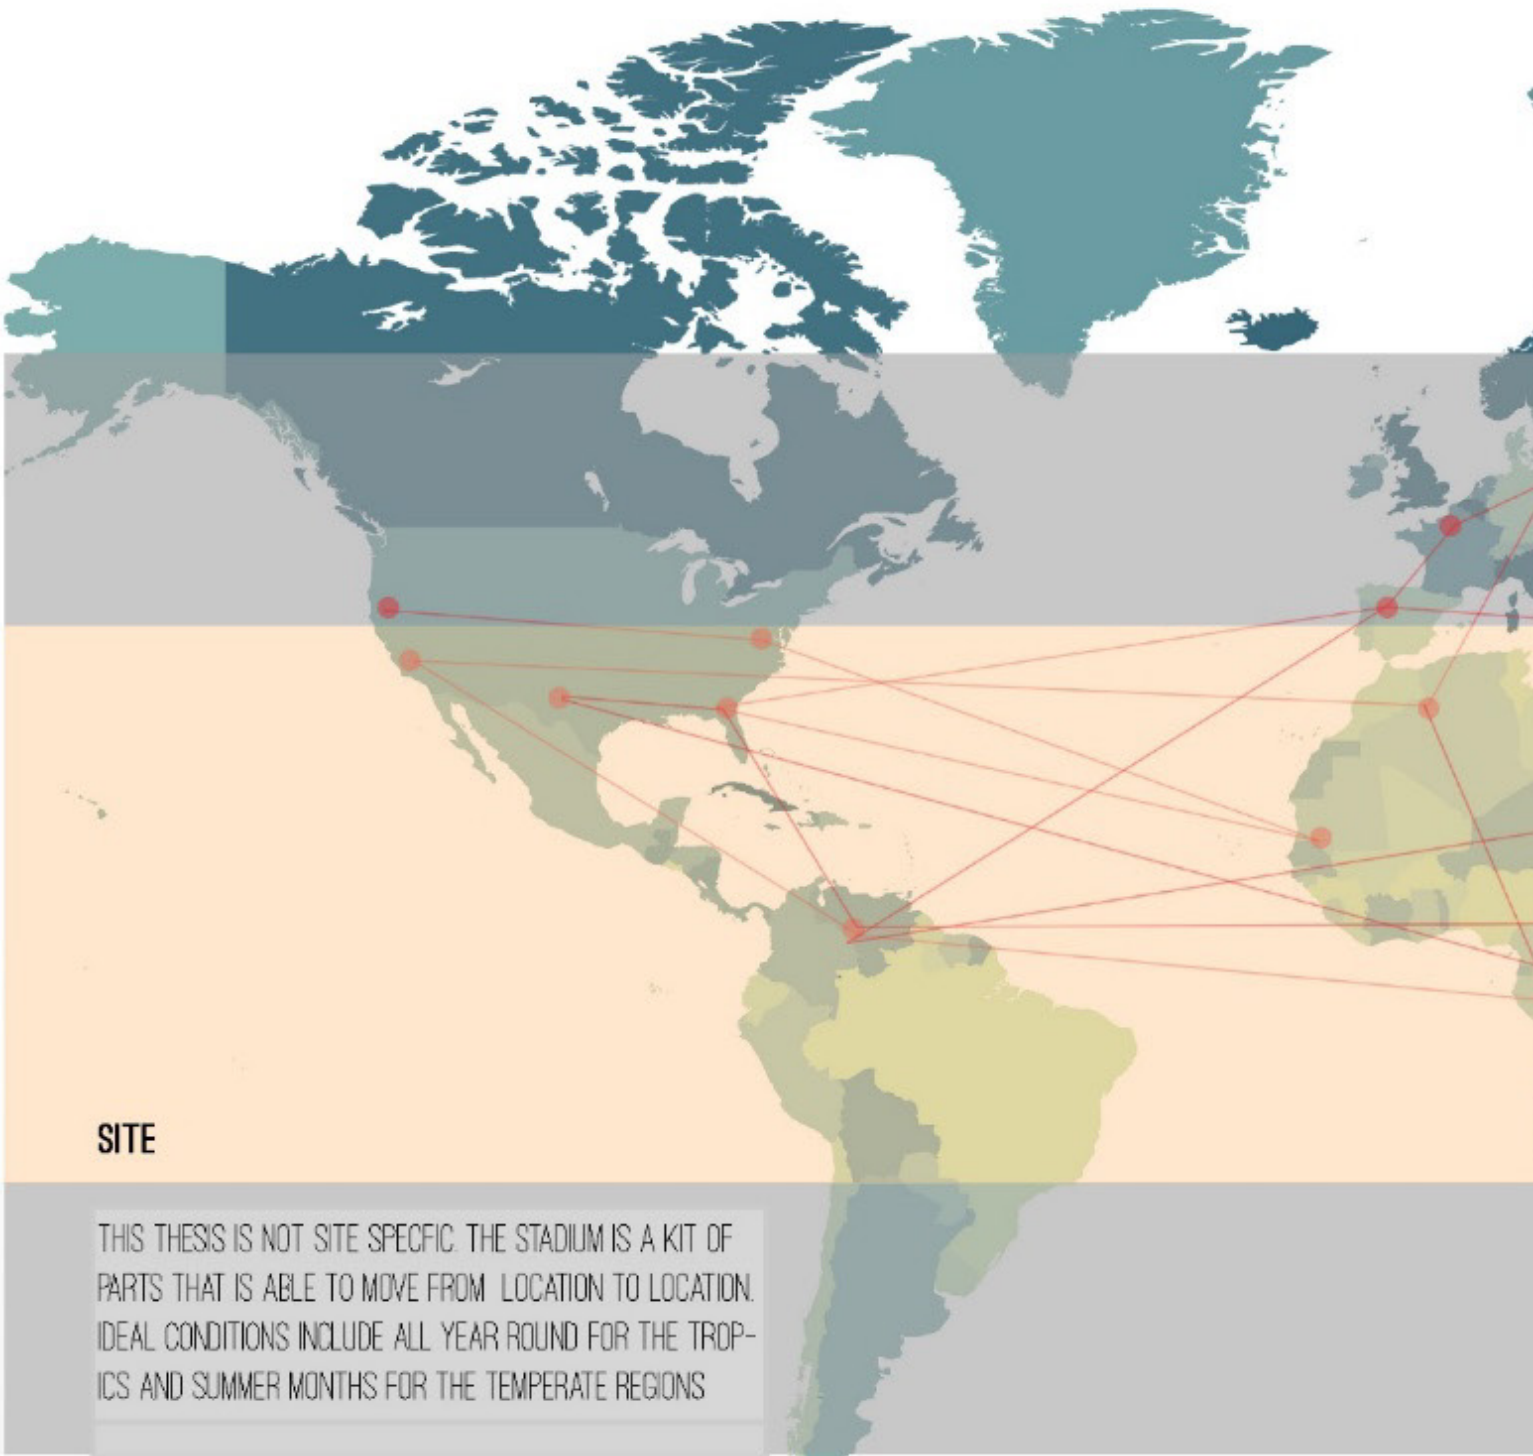 SITE
THIS THESIS IS NOT SITE SPECFIC. THE STADIUM IS A KIT OF
PARTS THAT IS ABLE TO MOVE FROM LOCATION TO LOCATION.
IDEAL CONDITIONS INCLUDE ALL YEAR ROUND FOR THE TROP-
ICS AND SUMMER MONTHS FOR THE TEMPERATE REGIONS